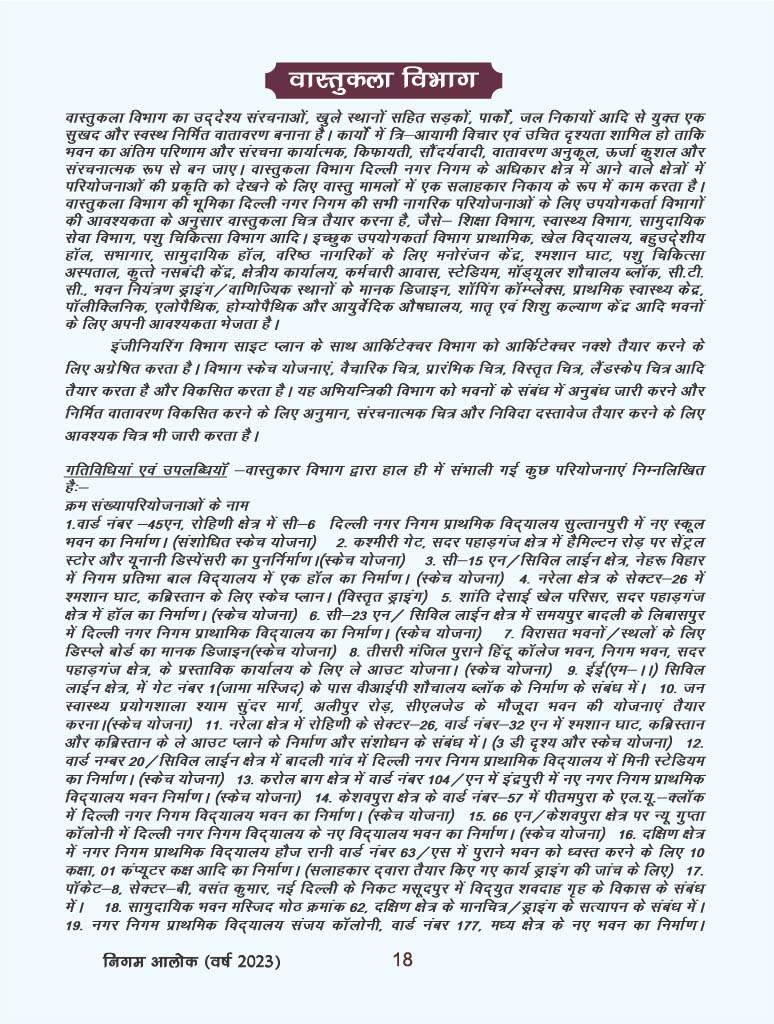 वास्तुकला विभाग
वास्तुकला विभाग का उद्देश्य संरचनाओं, खुले स्थानों सहित सड़कों, पार्कों, जल निकायों आदि से युक्त एक
सुखद और स्वस्थ निर्मित वातावरण बनाना है। कार्यों में त्रि–आयामी विचार एवं उचित दृश्यता शामिल हो ताकि
भवन का अंतिम परिणाम और संरचना कार्यात्मक, किफायती, सौंदर्यवादी, वातावरण अनुकूल, ऊर्जा कुशल और
संरचनात्मक रूप से बन जाए। वास्तुकला विभाग दिल्ली नगर निगम के अधिकार क्षेत्र में आने वाले क्षेत्रों में
परियोजनाओं की प्रकृति को देखने के लिए वास्तु मामलों में एक सलाहकार निकाय के रूप में काम करता है।
वास्तुकला विभाग की भूमिका दिल्ली नगर निगम की सभी नागरिक परियोजनाओं के लिए उपयोगकर्ता विभागों
की आवश्यकता के अनुसार वास्तुकला चित्र तैयार करना है, जैसे– शिक्षा विभाग, स्वास्थ्य विभाग, सामुदायिक
सेवा विभाग, पशु चिकित्सा विभाग आदि। इच्छुक उपयोगकर्ता विभाग प्राथामिक, खेल विद्यालय, बहुउद्देशीय
हॉल, सभागार, सामुदायिक हॉल, वरिष्ठ नागरिकों के लिए मनोरंजन केंद्र, श्मशान घाट, पशु चिकित्सा
अस्पताल, कुत्ते नसबंदी केंद्र, क्षेत्रीय कार्यालय, कर्मचारी आवास, स्टेडियम, मॉड्यूलर शौचालय ब्लॉक, सी.टी.
सी., भवन नियंत्रण ड्राइंग/वाणिज्यिक स्थानों के मानक डिजाइन, शॉपिंग कॉम्प्लेक्स, प्राथमिक स्वास्थ्य केद्र,
पॉलीक्लिनिक, एलोपैथिक, होम्योपैथिक और आयुर्वेदिक औषघालय, मातृ एवं शिशु कल्याण केंद्र आदि भवनों
के लिए अपनी आवश्यकता भेजता है।
इंजीनियरिंग विभाग साइट प्लान के साथ आर्किटेक्चर विभाग को आर्किटेक्चर नक्शे तैयार करने के
लिए अग्रेषित करता है। विभाग स्केच योजनाएं, वैचारिक चित्र, प्रारंमिक चित्र, विस्तृत चित्र, लैंडस्केप चित्र आदि
तैयार करता है और विकसित करता है। यह अभियन्त्रिकी विभाग को भवनों के संबंध में अनुबंध जारी करने और
निर्मित वातावरण विकसित करने के लिए अनुमान, संरचनात्मक चित्र और निविदा दस्तावेज तैयार करने के लिए
आवश्यक चित्र भी जारी करता है।
गतिविधियां एवं उपलब्धियाँ –वास्तुकार विभाग द्वारा हाल ही में संभाली गई कुछ परियोजनाएं निम्नलिखित
है:–
क्रम संख्यापरियोजनाओं के नाम
1.वार्ड नंबर –45एन, रोहिणी क्षेत्र में सी–6 दिल्ली नगर निगम प्राथमिक विद्यालय सुल्तानपुरी में नए स्कूल
भवन का निर्माण। (संशोधित स्केच योजना) 2. कश्मीरी गेट, सदर पहाड़गंज क्षेत्र में हैमिल्टन रोड़ पर सेंट्रल
स्टोर और यूनानी डिस्पेंसरी का पुनर्निर्माण।(स्केच योजना) 3. सी–15 एन/सिविल लाईन क्षेत्र, नेहरू विहार
में निगम प्रतिभा बाल विद्यालय में एक हॉल का निर्माण। (स्केच योजना) 4. नरेला क्षेत्र के सेक्टर–26 में
श्मशान घाट, कब्रिस्तान के लिए स्केच प्लान। (विस्तृत ड्राइंग) 5. शांति देसाई खेल परिसर, सदर पहाड़गंज
क्षेत्र में हॉल का निर्माण। (स्केच योजना) 6. सी–23 एन/ सिविल लाईन क्षेत्र में समयपुर बादली के लिबासपुर
में दिल्ली नगर निगम प्राथामिक विद्यालय का निर्माण। (स्केच योजना) 7. विरासत भवनों/स्थलों के लिए
डिस्प्ले बोर्ड का मानक डिजाइन(स्केच योजना) 8. तीसरी मंजिल पुराने हिंदू कॉलेज भवन, निगम भवन, सदर
पहाड़गंज क्षेत्र, के प्रस्ताविक कार्यालय के लिए ले आउट योजना। (स्केच योजना) 9. ईई(एम–।।) सिविल
लाईन क्षेत्र, में गेट नंबर 1(जामा मस्जिद) के पास वीआईपी शौचालय ब्लॉक के निर्माण के संबंध में। 10. जन
स्वास्थ्य प्रयोगशाला श्याम सुंदर मार्ग, अलीपुर रोड़, सीएलजेड के मौजूदा भवन की योजनाएं तैयार
करना।(स्केच योजना) 11. नरेला क्षेत्र में रोहिणी के सेक्टर–26, वार्ड नंबर–32 एन में श्मशान घाट, कब्रिस्तान
और कब्रिस्तान के ले आउट प्लाने के निर्माण और संशोधन के संबंध में। (3 डी दृश्य और स्केच योजना) 12.
वार्ड नम्बर 20/सिविल लाईन क्षेत्र में बादली गांव में दिल्ली नगर निगम प्राथामिक विद्यालय में मिनी स्टेडियम
का निर्माण। (स्केच योजना) 13. करोल बाग क्षेत्र में वार्ड नंबर 104/एन में इंद्रपुरी में नए नगर निगम प्राथमिक
विद्यालय भवन निर्माण। (स्केच योजना) 14. केशवपुरा क्षेत्र के वार्ड नंबर–57 में पीतमपुरा के एल.यू.–क्लॉक
में दिल्ली नगर निगम विद्यालय भवन का निर्माण। (स्केच योजना) 15. 66 एन/केशवपुरा क्षेत्र पर न्यू गुप्ता
कॉलोनी में दिल्ली नगर निगम विद्यालय के नए विद्यालय भवन का निर्माण। (स्केच योजना) 16. दक्षिण क्षेत्र
में नगर निगम प्राथमिक विद्यालय हौज रानी वार्ड नंबर 63/एस में पुराने भवन को ध्वस्त करने के लिए 10
कक्षा, 01 कंप्यूटर कक्ष आदि का निर्माण। (सलाहकार द्वारा तैयार किए गए कार्य ड्राइंग की जांच के लिए) 17.
पॉकेट–8, सेक्टर–बी, वसंत कुमार, नई दिल्ली के निकट मसूदपुर में विद्युत शवदाह गृह के विकास के संबंध
में। 18. सामुदायिक भवन मस्जिद मोठ क्रमांक 62, दक्षिण क्षेत्र के मानचित्र/ड्राइंग के सत्यापन के संबंध में।
19. नगर निगम प्राथमिक विद्यालय संजय कॉलोनी, वार्ड नंबर 177, मध्य क्षेत्र के नए भवन का निर्माण।
निगम आलोक (वर्ष 2023)
18